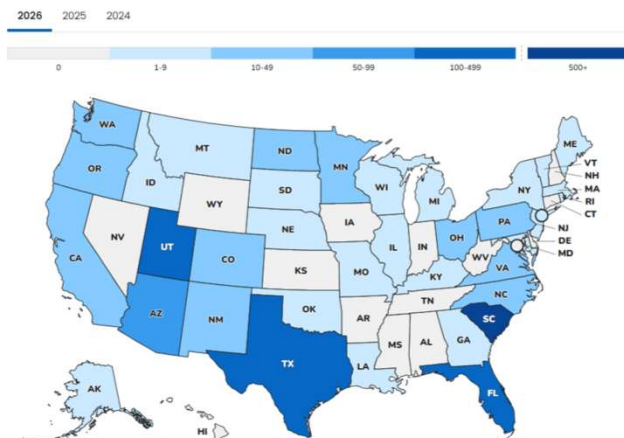 2026 2025 2024
0 1-9 10-49 50-99 100-499 500+
WA
ME
MT
ND
MN
VT
NH
OR
ID
SD
WI
MI
NY
MA
RI
CT
WY
IA
PA
NJ
NE
NV
UT
IL
IN
OH
DE
MD
CA
CO
KS
MO
KY
WV
VA
AZ
NM
OK
AR
TN
NC
SC
MS
AL
GA
TX
LA
AK
FL
HI